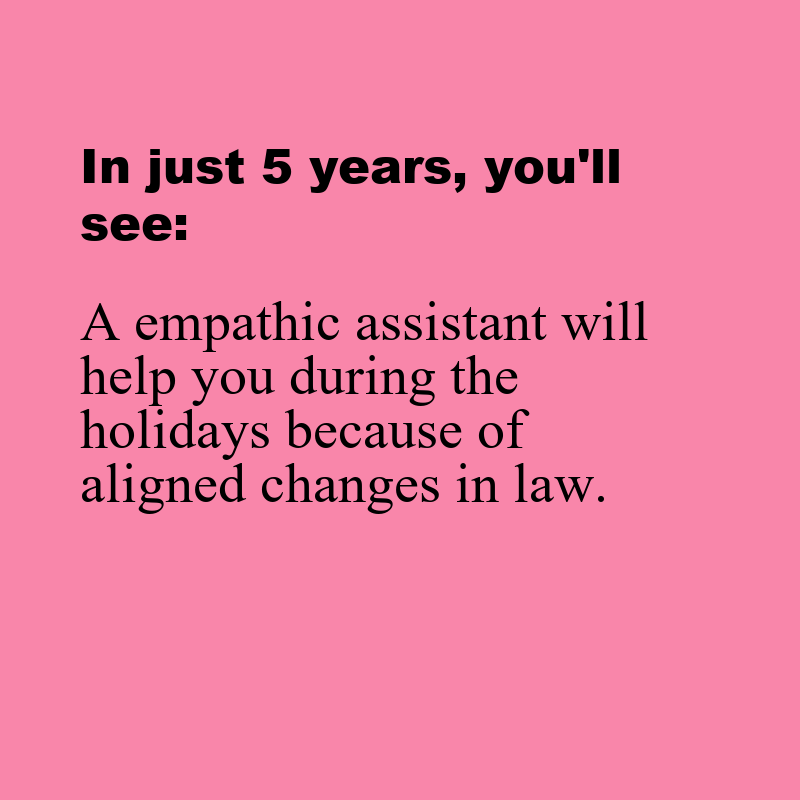 In just 5 years, you'll
see:
A empathic assistant will
help you during the
holidays because of
aligned changes in law.